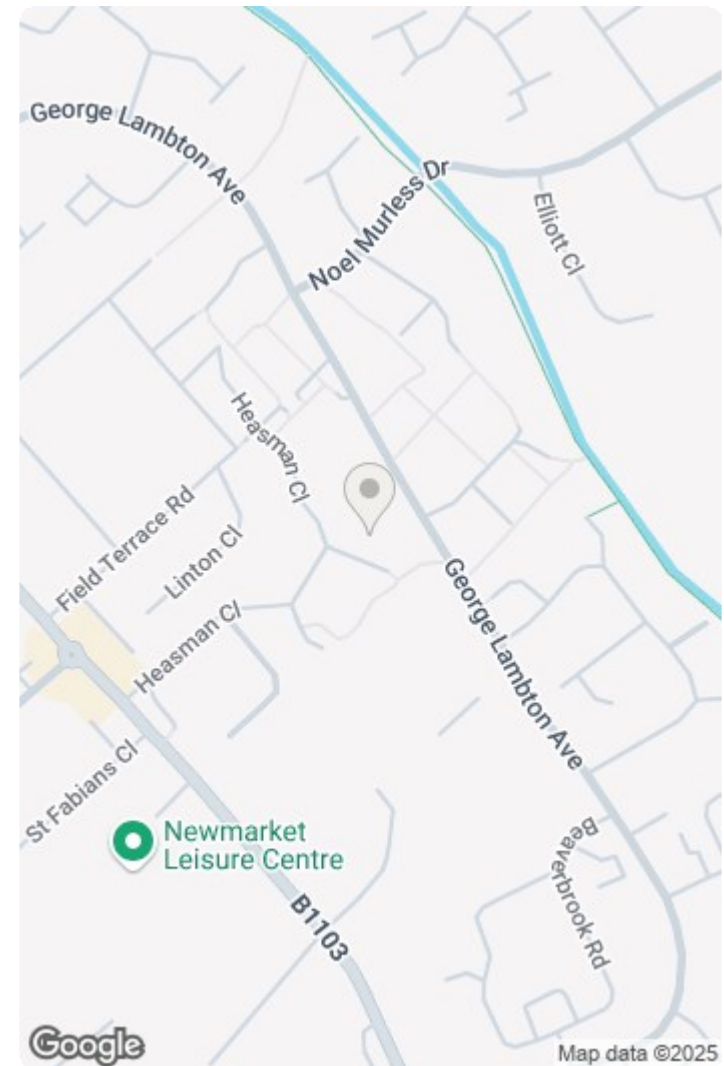 George Lambton Ave
Noel Murless Dr
Elliott Cl
Heasman Cl
Field Terrace Rd
Linton Cl
Heasman Cl
George Lambton Ave
St Fabians Cl
Newmarket
Leisure Centre
Beaverbrook Rd
B1103
Google
Map data ©2025